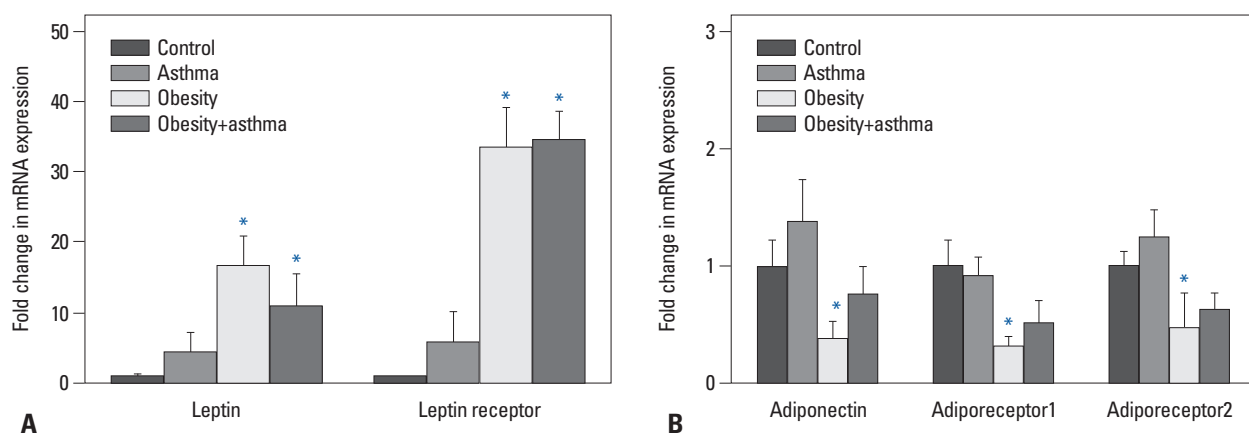 50
40
30
20
10
0
Fold change in mRNA expression
Control
Asthma
Obesity
Obesity+asthma
*
*
*
*
Leptin
Leptin receptor
A
3
2
1
0
Fold change in mRNA expression
Control
Asthma
Obesity
Obesity+asthma
*
*
*
Adiponectin
Adiporeceptor1
Adiporeceptor2
B